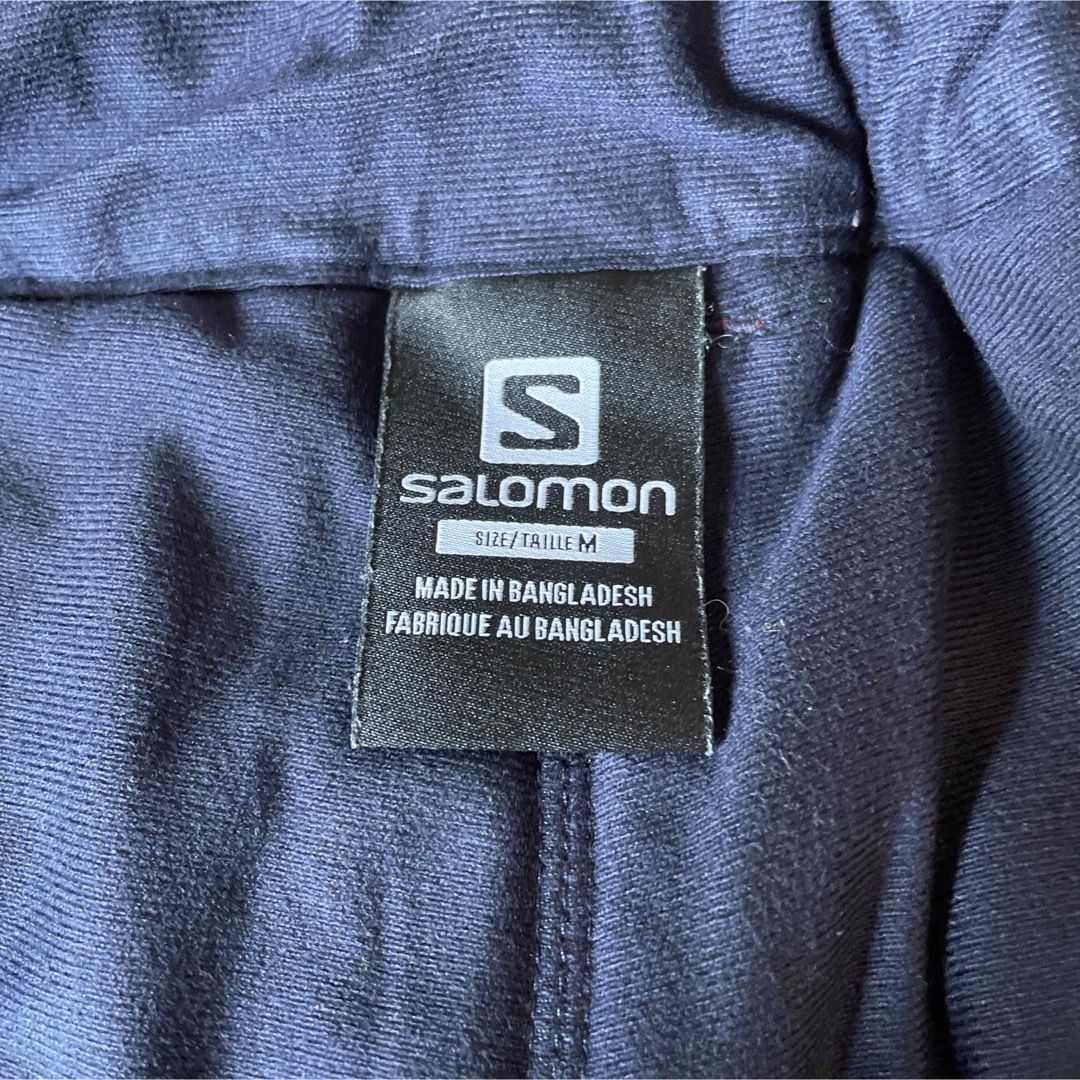 S
SALOMON
SIZE/TAILLE M
MADE IN BANGLADESH
FABRIQUE AU BANGLADESH